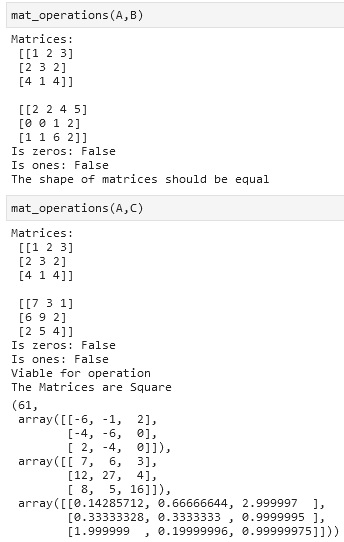 mat_operations(A,B)
Matrices:
[[1 2 3]
[2 3 2]
[4 1 4]]
[[2 2 4 5]
[0 0 1 2]
[1 1 6 2]]
Is zeros: False
Is ones: False
The shape of matrices should be equal
mat_operations(A,C)
Matrices:
[[1 2 3]
[2 3 2]
[4 1 4]]
[[7 3 1]
[6 9 2]
[2 5 4]]
Is zeros: False
Is ones: False
Viable for operation
The Matrices are Square
(61,
array([[-6, -1,  2],
[-4, -6,  0],
[ 2, -4,  0]]),
array([[ 7,  6,  3],
[12, 27,  4],
[ 8,  5, 16]]),
array([[0.14285712, 0.66666644, 2.999997  ],
[0.33333328, 0.3333333 , 0.9999995 ],
[1.999999  , 0.19999996, 0.99999975]]))